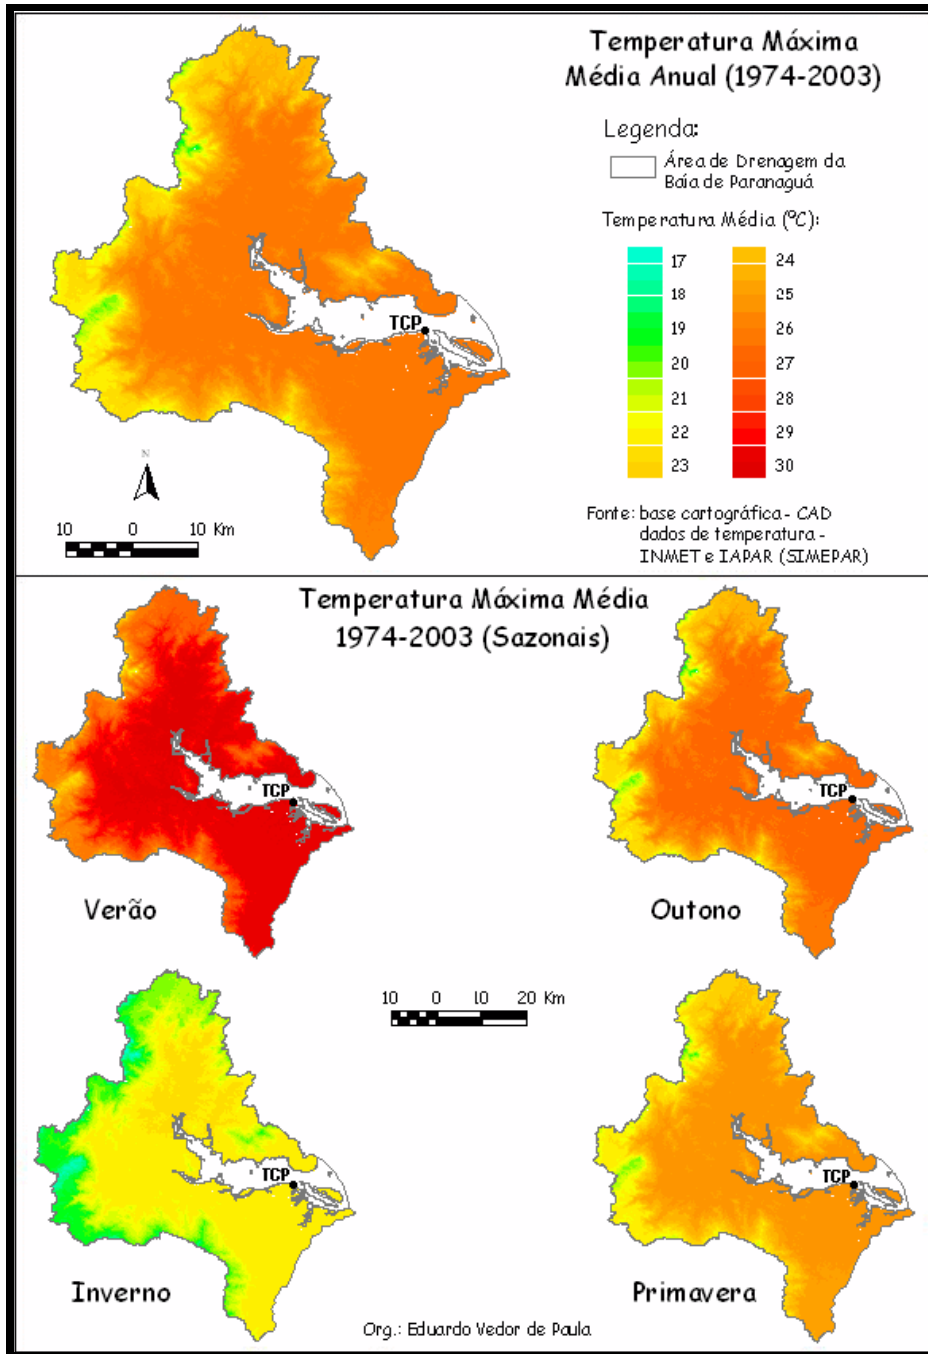 Temperatura Máxima
Média Anual (1974-2003)
Legenda:
Área de Drenagem da
Baía de Paranaguá
Temperatura Média (ºC):
17
18
19
20
21
22
23
24
25
26
27
28
29
30
TCP
N
10 0 10 Km
Fonte: base cartográfica - CAD
dados de temperatura -
INMET e IAPAR (SIMEPAR)
Temperatura Máxima Média
1974-2003 (Sazonais)
TCP
Verão
TCP
Outono
10 0 10 20 Km
TCP
Inverno
TCP
Primavera
Org.: Eduardo Vedor de Paula